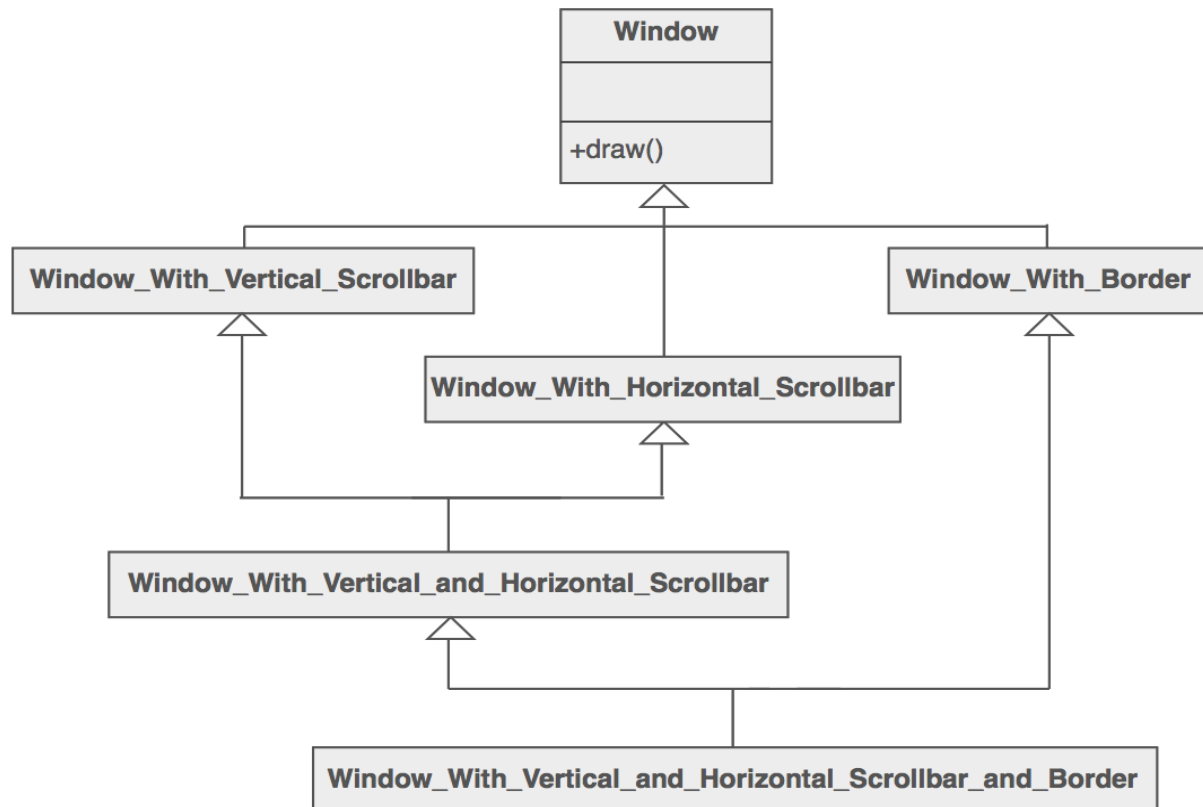 Window
+draw()
Window_With_Vertical_Scrollbar
Window_With_Border
Window_With_Horizontal_Scrollbar
Window_With_Vertical_and_Horizontal_Scrollbar
Window_With_Vertical_and_Horizontal_Scrollbar_and_Border